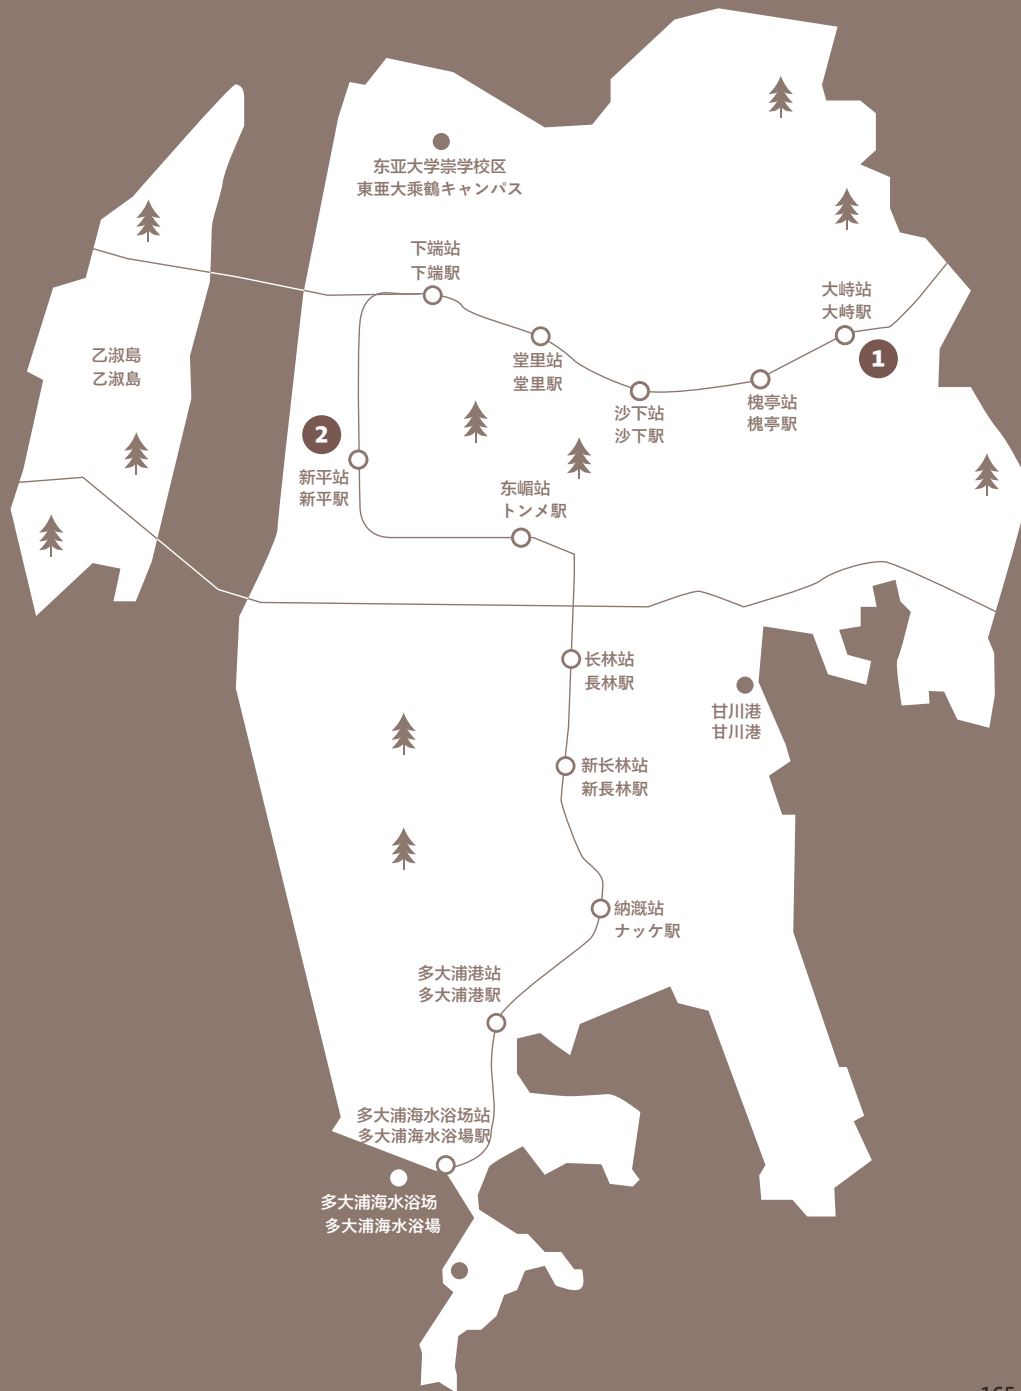 东亚大学崇学校区
東亜大乗鶴キャンパス
下端站
下端駅
大峙站
大峙駅
1
堂里站
堂里駅
乙淑島
乙淑島
槐亭站
槐亭駅
沙下站
沙下駅
2
新平站
新平駅
东嵋站
トンメ駅
长林站
長林駅
甘川港
甘川港
新长林站
新長林駅
納溉站
ナッケ駅
多大浦港站
多大浦港駅
多大浦海水浴场站
多大浦海水浴場駅
多大浦海水浴场
多大浦海水浴場